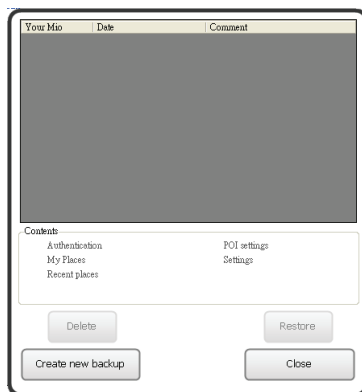 Your Mio Date Comment
Contents
Authentication POI settings
My Places Settings
Recent places
Delete Restore
Create new backup Close